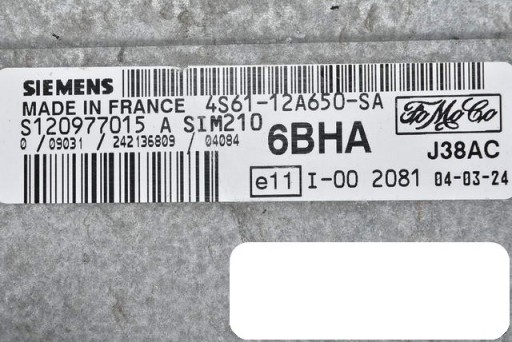 SIEMENS
MADE IN FRANCE 4S61-12A650-SA
S120977015 A SIM210
0 / 09031 / 242136809 / 04084
6BHA
FoMoCo
J38AC
e11 I-00 2081 04-03-24